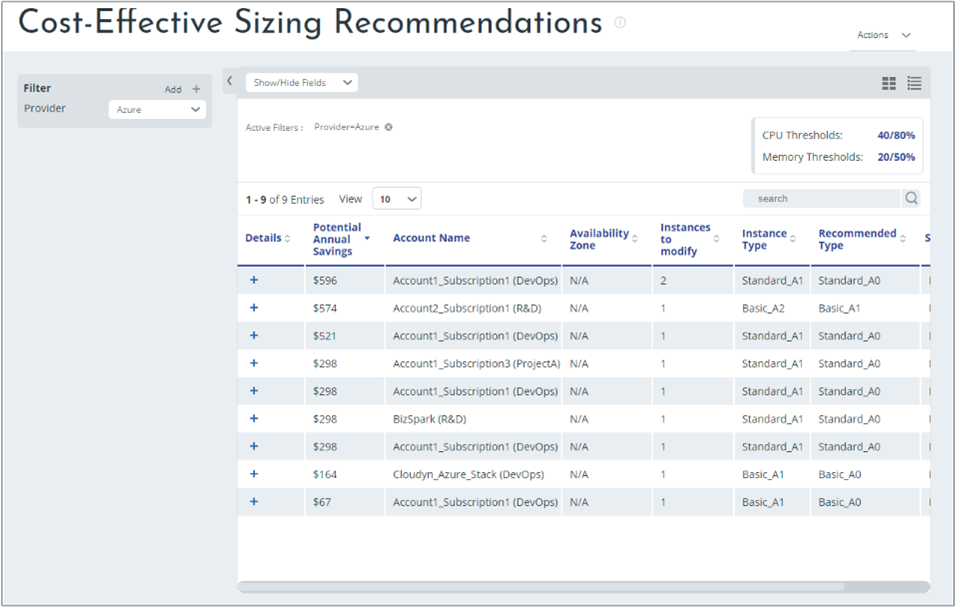 Cost-Effective Sizing Recommendations
Actions
Filter
Add +
Provider
Azure
Show/Hide Fields
Active Filters : Provider=Azure
CPU Thresholds: 40/80%
Memory Thresholds: 20/50%
1 - 9 of 9 Entries View 10
search
Details Potential Annual Savings Account Name Availability Zone Instances to modify Instance Type Recommended Type S
+ $596 Account1_Subscription1 (DevOps) N/A 2 Standard_A1 Standard_A0
+ $574 Account2_Subscription1 (R&D) N/A 1 Basic_A2 Basic_A1
+ $521 Account1_Subscription1 (DevOps) N/A 1 Standard_A1 Standard_A0
+ $298 Account1_Subscription3 (ProjectA) N/A 1 Standard_A1 Standard_A0
+ $298 Account1_Subscription1 (DevOps) N/A 1 Standard_A1 Standard_A0
+ $298 BizSpark (R&D) N/A 1 Standard_A1 Standard_A0
+ $298 Account1_Subscription1 (DevOps) N/A 1 Standard_A1 Standard_A0
+ $164 Cloudyn_Azure_Stack (DevOps) N/A 1 Basic_A1 Basic_A0
+ $67 Account1_Subscription1 (DevOps) N/A 1 Basic_A1 Basic_A0